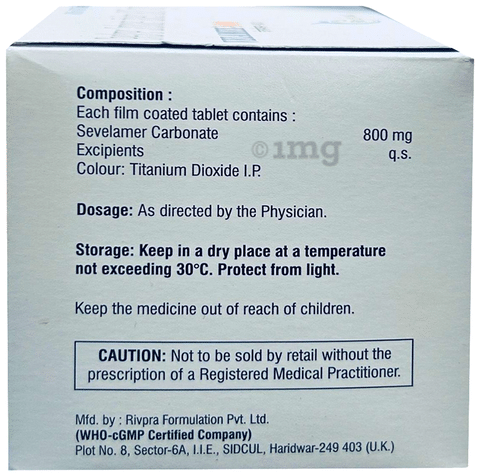 Composition :
Each film coated tablet contains :
Sevelamer Carbonate 800 mg
Excipients q.s.
Colour: Titanium Dioxide I.P.
©1mg
Dosage: As directed by the Physician.
Storage: Keep in a dry place at a temperature
not exceeding 30°C. Protect from light.
Keep the medicine out of reach of children.
CAUTION: Not to be sold by retail without the
prescription of a Registered Medical Practitioner.
Mfd. by : Rivpra Formulation Pvt. Ltd.
(WHO-cGMP Certified Company)
Plot No. 8, Sector-6A, I.I.E., SIDCUL, Haridwar-249 403 (U.K.)